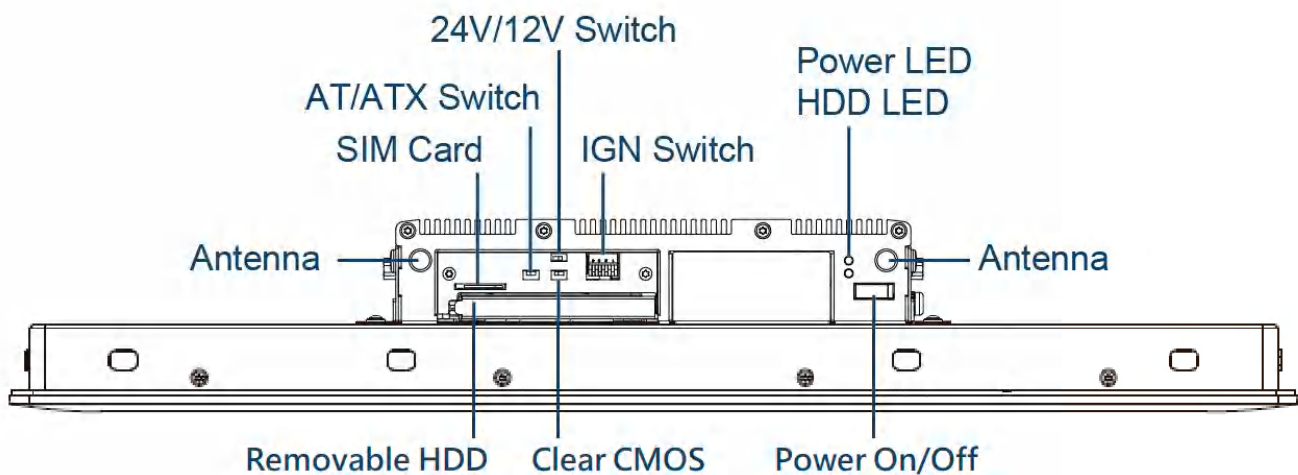 24V/12V Switch
Power LED
AT/ATX Switch
HDD LED
SIM Card
IGN Switch
Antenna
Antenna
Removable HDD
Clear CMOS
Power On/Off